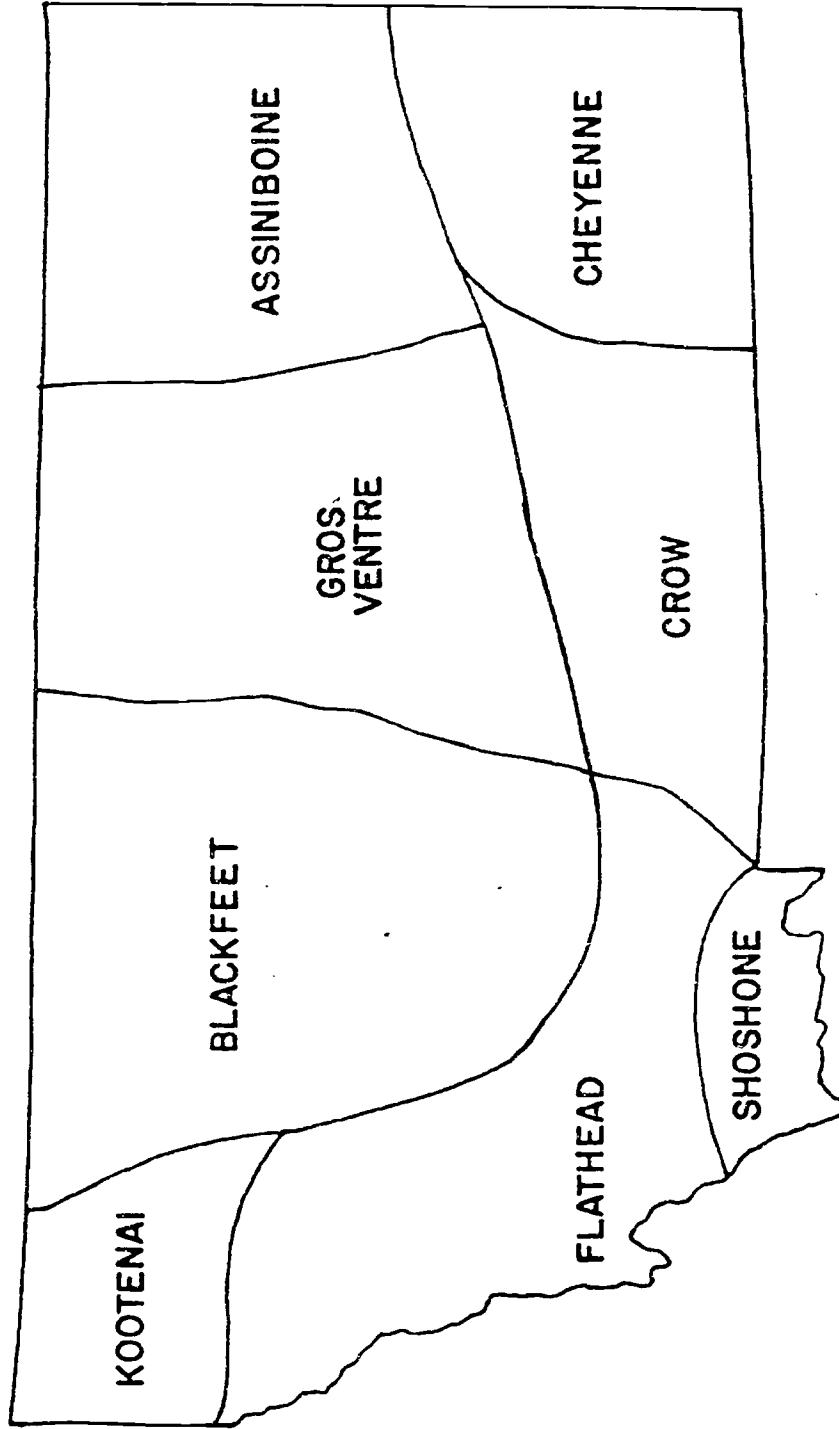 KOOTENAI
BLACKFEET
GROS
VENTRE
ASSINIBOINE
FLATHEAD
SHOSHONE
CROW
CHEYENNE